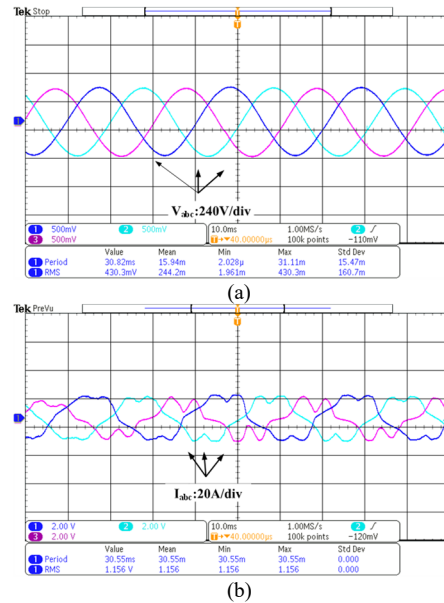 Tek Stop
T
1
V_abc:240V/div
1 500mV 2 500mV 10.0ms 1.00MS/s 2
3 500mV T→▼40.00000µs 100k points −110mV
Value Mean Min Max Std Dev
1 Period 30.82ms 15.94m 2.028µ 31.11m 15.47m
1 RMS 430.3mV 244.2m 1.961m 430.3m 160.7m
(a)
Tek PreVu
T
1
I_abc:20A/div
1 2.00 V 2 2.00 V 10.0ms 1.00MS/s 2
3 2.00 V T→▼40.00000µs 100k points −120mV
Value Mean Min Max Std Dev
1 Period 30.55ms 30.55m 30.55m 30.55m 0.000
1 RMS 1.156 V 1.156 1.156 1.156 0.000
(b)